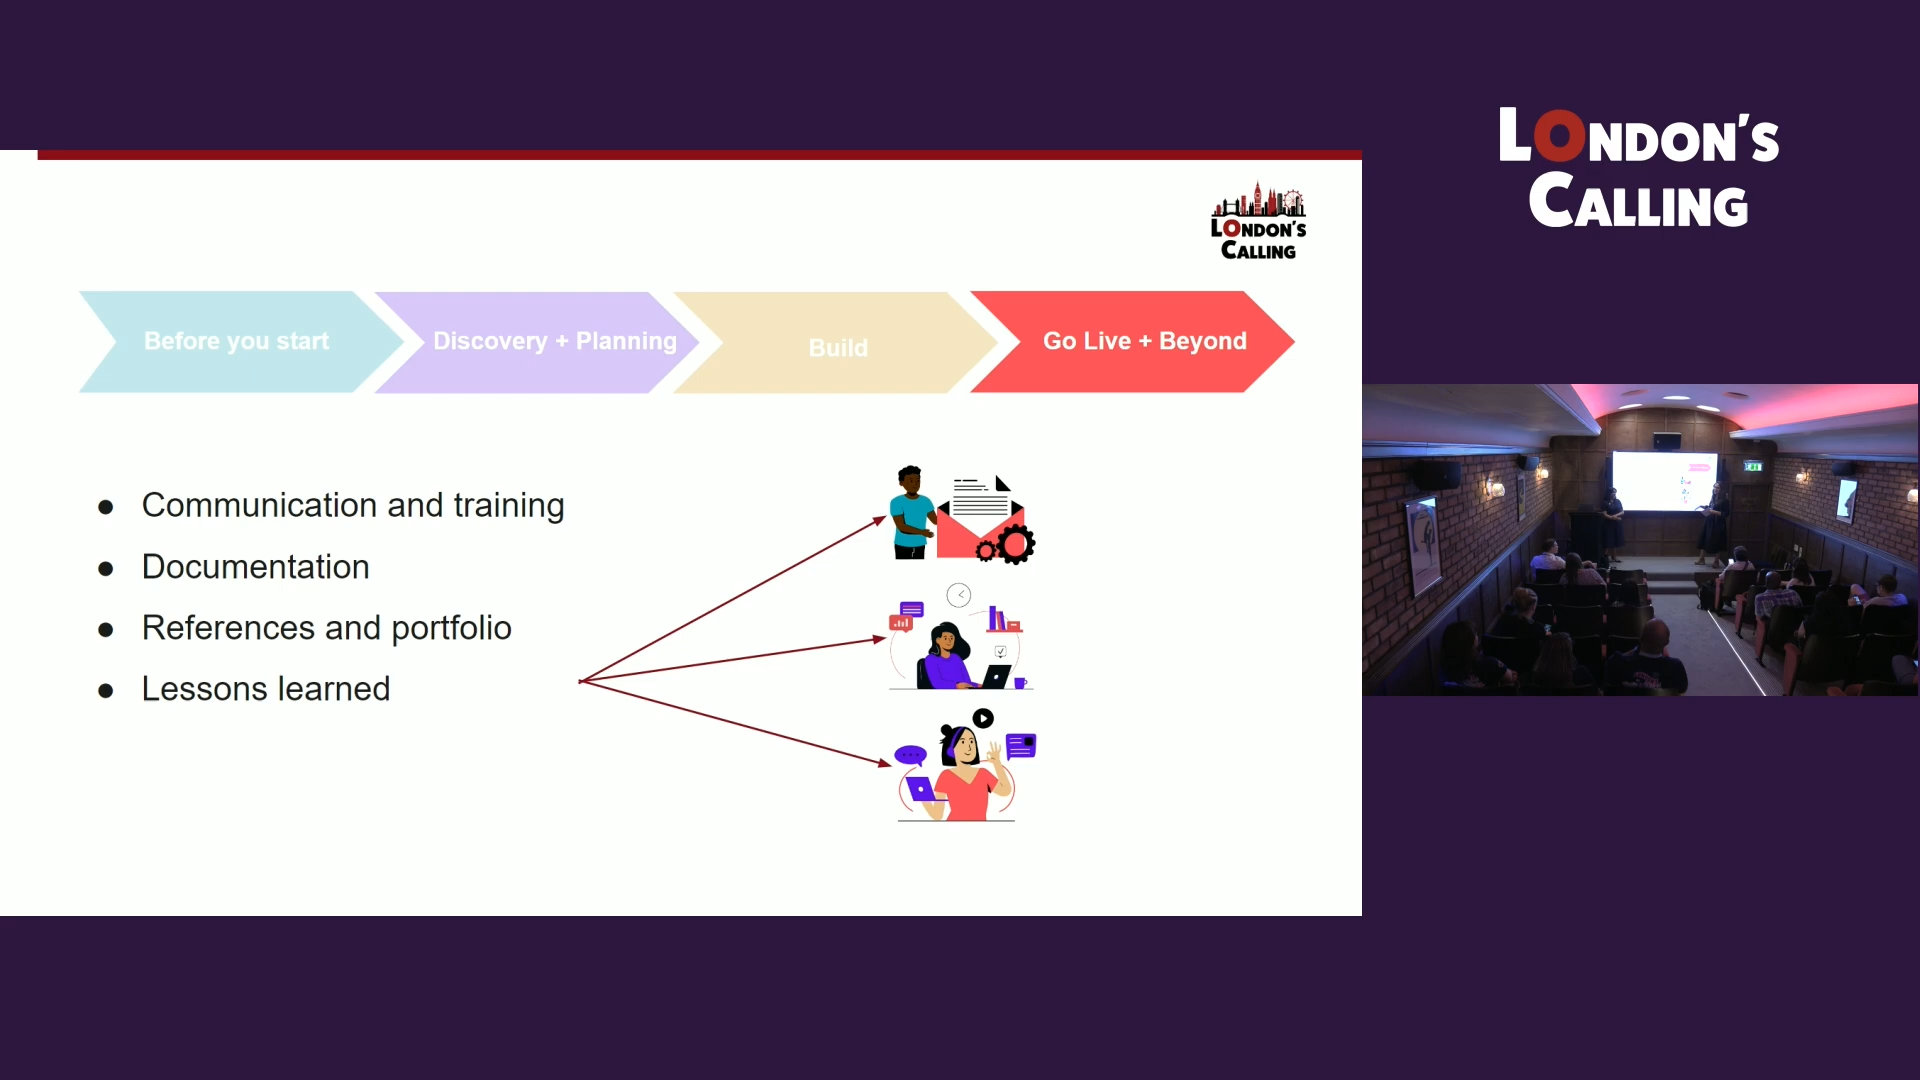 LONDON'S
CALLING
LONDON'S
CALLING
Before you start
Discovery + Planning
Build
Go Live + Beyond
● Communication and training
● Documentation
● References and portfolio
● Lessons learned